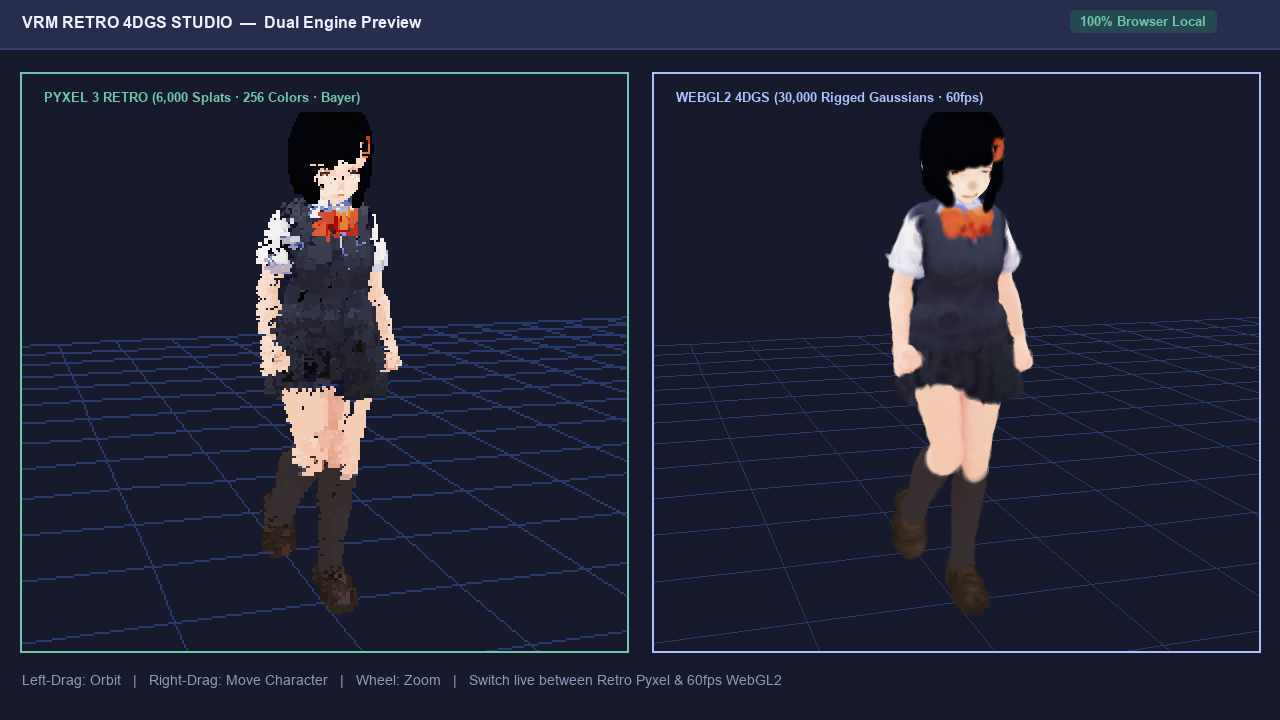 VRM RETRO 4DGS STUDIO — Dual Engine Preview
100% Browser Local
PYXEL 3 RETRO (6,000 Splats · 256 Colors · Bayer)
WEBGL2 4DGS (30,000 Rigged Gaussians · 60fps)
Left-Drag: Orbit | Right-Drag: Move Character | Wheel: Zoom | Switch live between Retro Pyxel & 60fps WebGL2